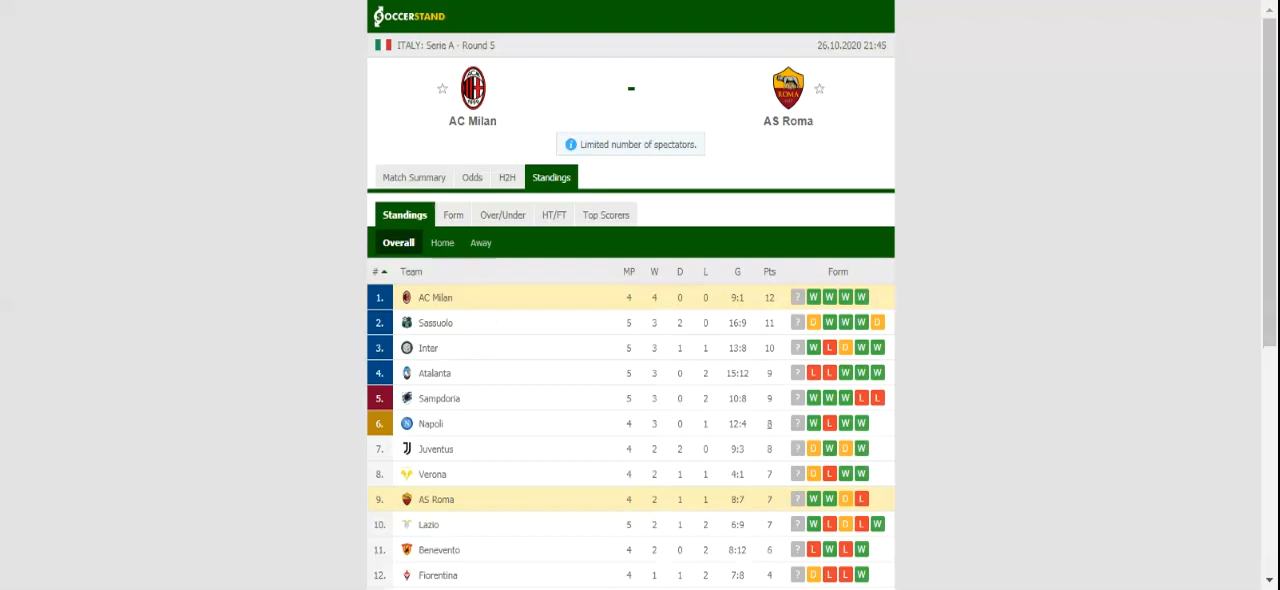 SOCCERSTAND
ITALY: Serie A - Round 5 26.10.2020 21:45
-
AC Milan AS Roma
Limited number of spectators.
Match Summary Odds H2H Standings
Standings Form Over/Under HT/FT Top Scorers
Overall Home Away
# Team MP W D L G Pts Form
1. AC Milan 4 4 0 0 9:1 12 ? W W W W
2. Sassuolo 5 3 2 0 16:9 11 ? D W W W D
3. Inter 5 3 1 1 13:8 10 ? W L D W W
4. Atalanta 5 3 0 2 15:12 9 ? L L W W W
5. Sampdoria 5 3 0 2 10:8 9 ? W W W L L
6. Napoli 4 3 0 1 12:4 8 ? W L W W
7. Juventus 4 2 2 0 9:3 8 ? D W D W
8. Verona 4 2 1 1 4:1 7 ? D L W W
9. AS Roma 4 2 1 1 8:7 7 ? W W D L
10. Lazio 5 2 1 2 6:9 7 ? W L D L W
11. Benevento 4 2 0 2 8:12 6 ? L W L W
12. Fiorentina 4 1 1 2 7:8 4 ? D L L W